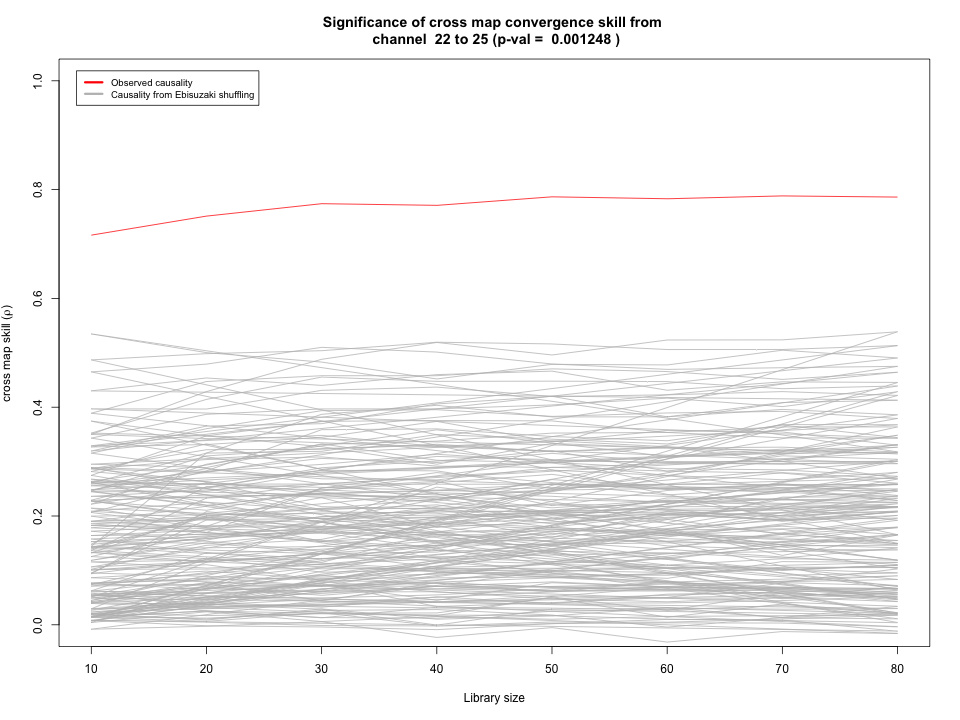 Significance of cross map convergence skill from
channel  22 to 25 (p-val =  0.001248 )
Observed causality
Causality from Ebisuzaki shuffling
cross map skill (ρ)
1.0
0.8
0.6
0.4
0.2
0.0
10 20 30 40 50 60 70 80
Library size